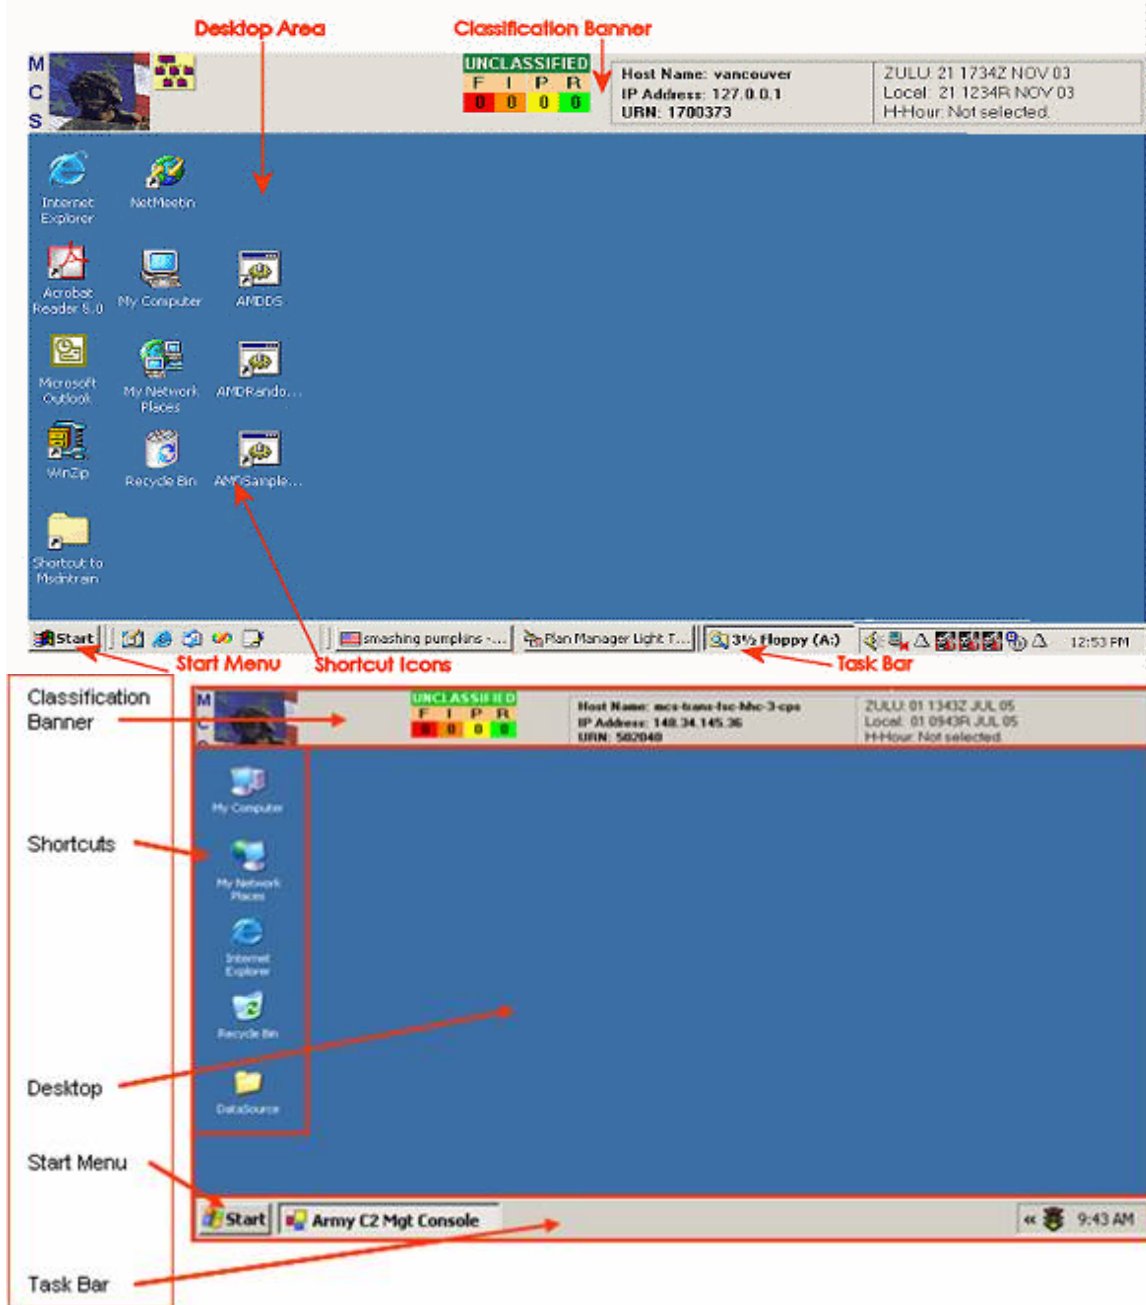 Desktop Area
Classification Banner
M
C
S
UNCLASSIFIED
F I P R
0 0 0 0
Host Name: vancouver
IP Address: 127.0.0.1
URN: 1700373
ZULU: 21 1734Z NOV 03
Local: 21 1234R NOV 03
H-Hour: Not selected.
Internet
Explorer
NetMeetin
Acrobat
Reader 5.0
My Computer
AMDDS
Microsoft
Outlook
My Network
Places
AMDRando...
WinZip
Recycle Bin
AMDSample...
Shortcut to
Msdntrain
Start
smashing pumpkins -...
Plan Manager Light T...
3½ Floppy (A:)
12:53 PM
Start Menu
Shortcut Icons
Task Bar
Classification
Banner
M
C
UNCLASSIFIED
F I P R
0 0 0 0
Host Name: mcs-trans-fsc-hhc-3-cps
IP Address: 148.34.145.36
URN: 502040
ZULU: 01 1343Z JUL 05
Local: 01 0943R JUL 05
H-Hour: Not selected.
My Computer
Shortcuts
My Network
Places
Internet
Explorer
Recycle Bin
Desktop
DataSource
Start Menu
Start
Army C2 Mgt Console
«
9:43 AM
Task Bar